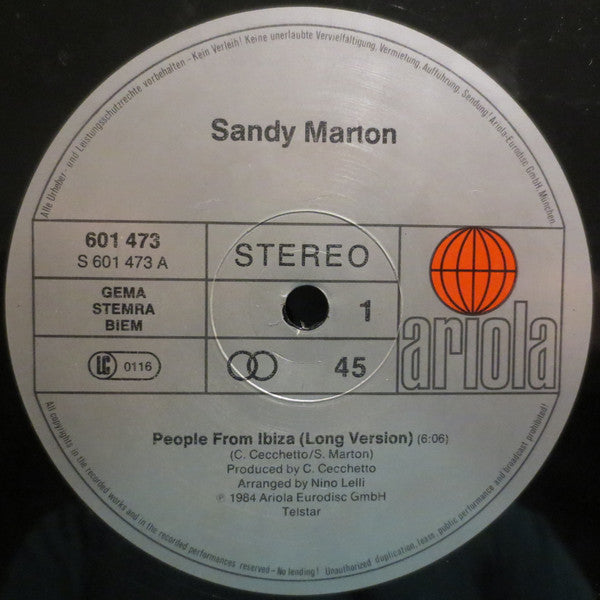 Alle Urheber- und Leistungsschutzrechte vorbehalten – Kein Verleih! Keine unerlaubte Vervielfältigung, Vermietung, Aufführung, Sendung! Ariola-Eurodisc GmbH München
Sandy Marton
601 473
S 601 473 A
STEREO
GEMA
STEMRA
BIEM
1
LC 0116
45
ariola
People From Ibiza (Long Version) (6:06)
(C. Cecchetto/S. Marton)
Produced by C. Cecchetto
Arranged by Nino Lelli
℗ 1984 Ariola Eurodisc GmbH
Telstar
All copyrights in the recorded works and in the recorded performances reserved – No lending! Unauthorized duplication, lease, public performance and broadcast prohibited!